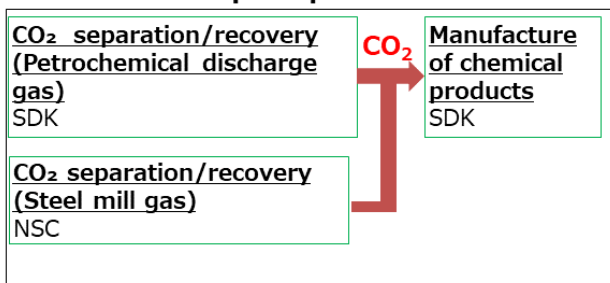 CO₂ separation/recovery
(Petrochemical discharge
gas)
SDK
CO₂
Manufacture
of chemical
products
SDK
CO₂ separation/recovery
(Steel mill gas)
NSC